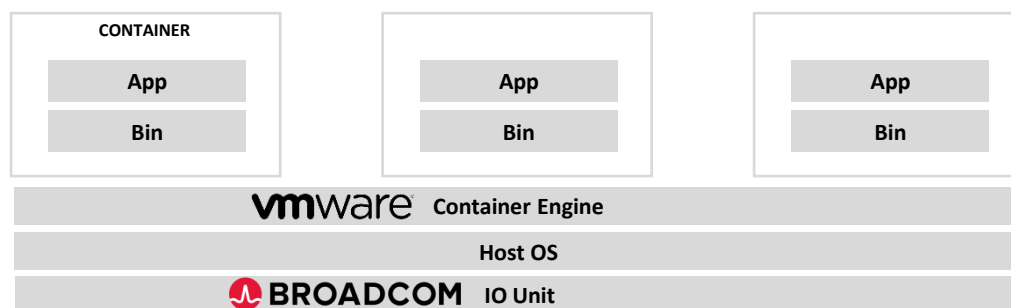 CONTAINER
App
App
App
Bin
Bin
Bin
vmware Container Engine
Host OS
BROADCOM IO Unit